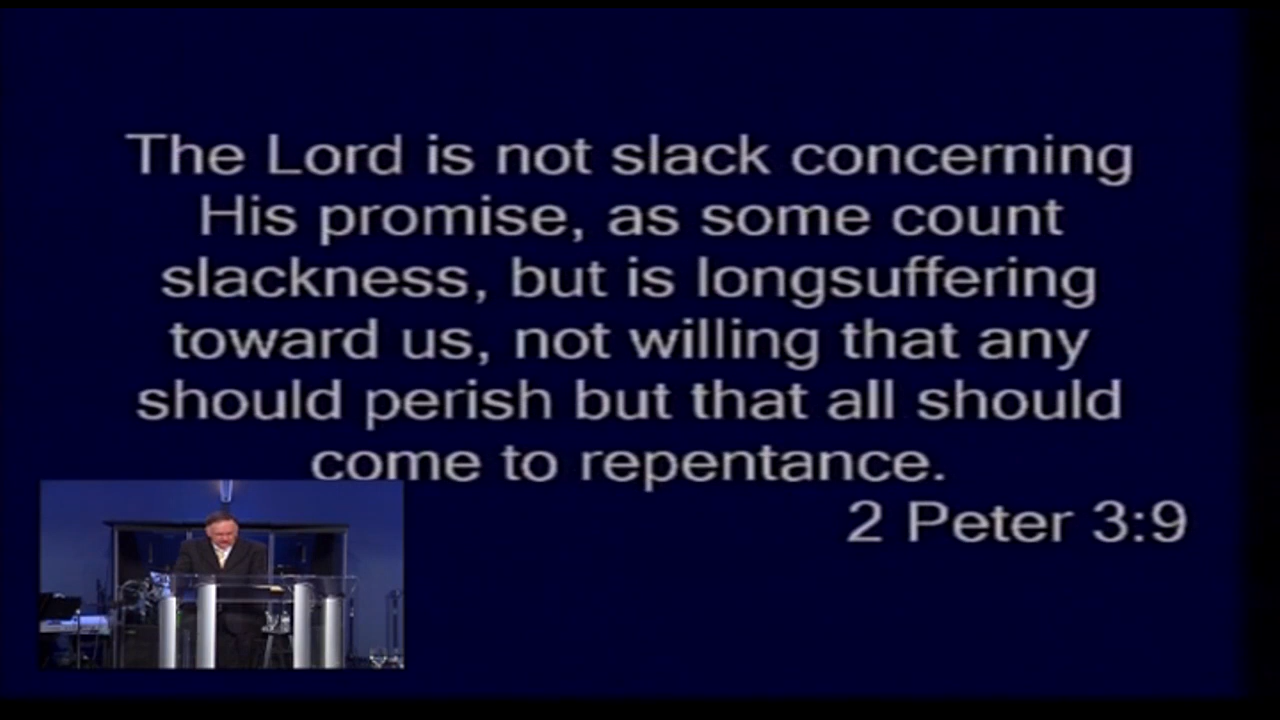 The Lord is not slack concerning
His promise, as some count
slackness, but is longsuffering
toward us, not willing that any
should perish but that all should
come to repentance.
2 Peter 3:9